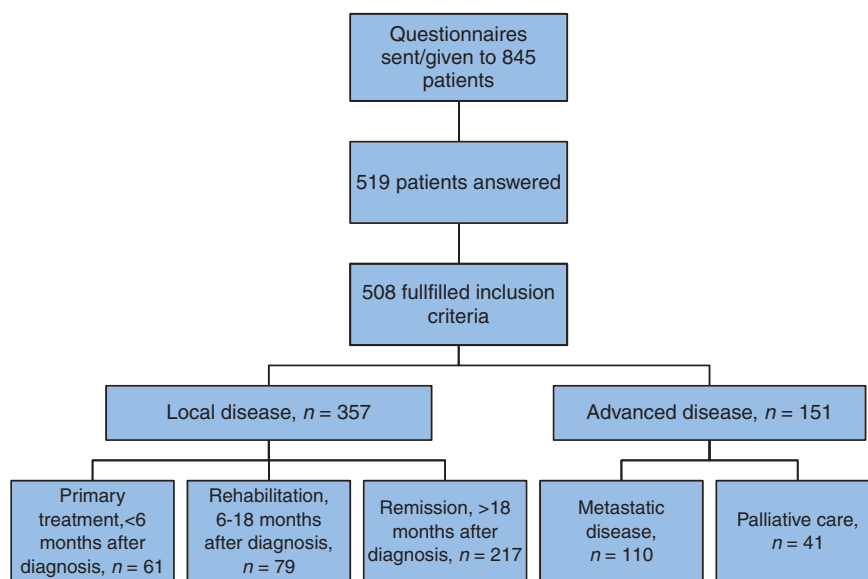 Questionnaires
sent/given to 845
patients
519 patients answered
508 fullfilled inclusion
criteria
Local disease, n = 357
Advanced disease, n = 151
Primary
treatment,<6
months after
diagnosis, n = 61
Rehabilitation,
6-18 months
after diagnosis,
n = 79
Remission, >18
months after
diagnosis, n = 217
Metastatic
disease,
n = 110
Palliative care,
n = 41